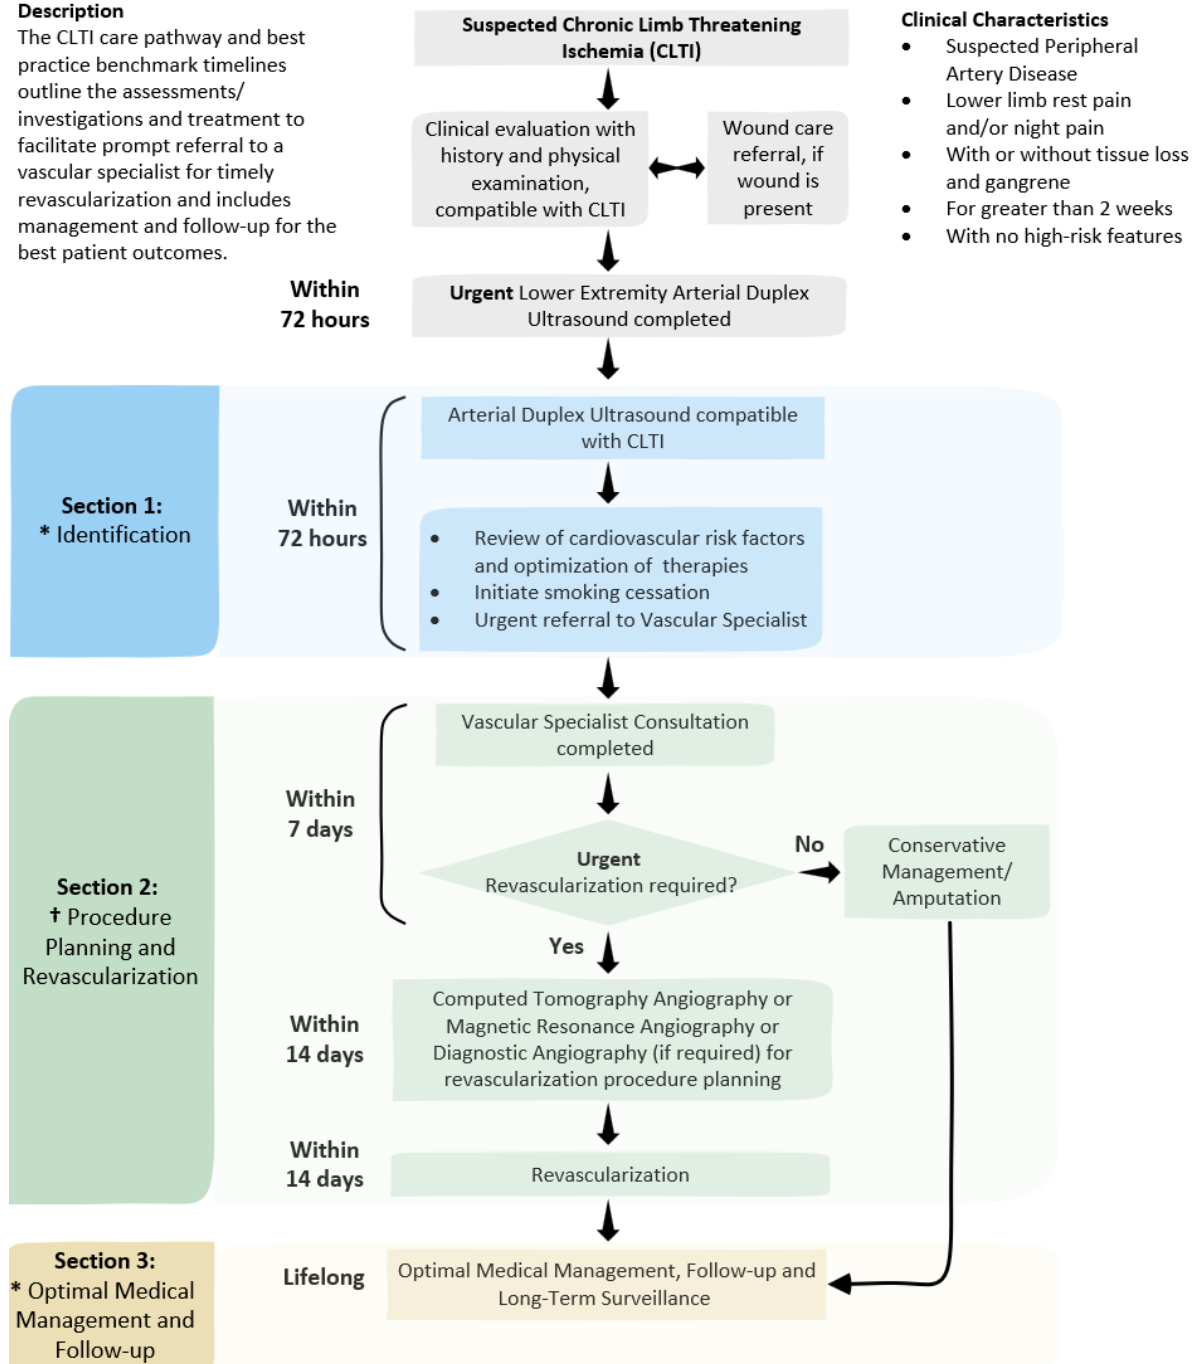 Description
The CLTI care pathway and best
practice benchmark timelines
outline the assessments/
investigations and treatment to
facilitate prompt referral to a
vascular specialist for timely
revascularization and includes
management and follow-up for the
best patient outcomes.
Suspected Chronic Limb Threatening
Ischemia (CLTI)
Clinical Characteristics
• Suspected Peripheral
Artery Disease
• Lower limb rest pain
and/or night pain
• With or without tissue loss
and gangrene
• For greater than 2 weeks
• With no high-risk features
Clinical evaluation with
history and physical
examination,
compatible with CLTI
Wound care
referral, if
wound is
present
Within
72 hours
Urgent Lower Extremity Arterial Duplex
Ultrasound completed
Section 1:
* Identification
Within
72 hours
Arterial Duplex Ultrasound compatible
with CLTI
• Review of cardiovascular risk factors
and optimization of therapies
• Initiate smoking cessation
• Urgent referral to Vascular Specialist
Section 2:
† Procedure
Planning and
Revascularization
Within
7 days
Vascular Specialist Consultation
completed
Urgent
Revascularization required?
No
Conservative
Management/
Amputation
Yes
Within
14 days
Computed Tomography Angiography or
Magnetic Resonance Angiography or
Diagnostic Angiography (if required) for
revascularization procedure planning
Within
14 days
Revascularization
Section 3:
* Optimal Medical
Management and
Follow-up
Lifelong
Optimal Medical Management, Follow-up and
Long-Term Surveillance